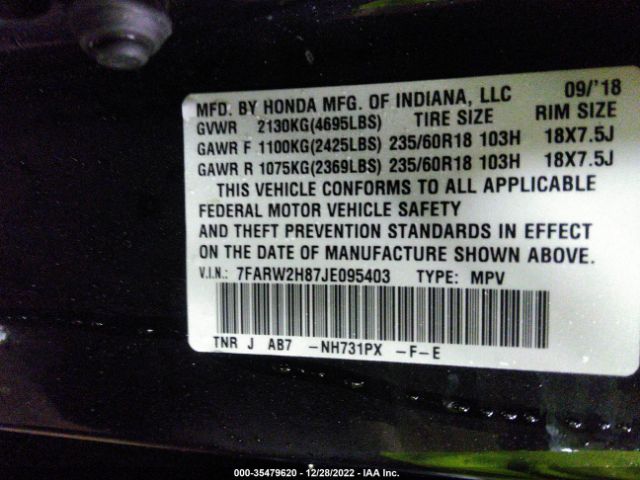 MFD. BY HONDA MFG. OF INDIANA, LLC 09/'18
GVWR 2130KG(4695LBS) TIRE SIZE RIM SIZE
GAWR F 1100KG(2425LBS) 235/60R18 103H 18X7.5J
GAWR R 1075KG(2369LBS) 235/60R18 103H 18X7.5J
THIS VEHICLE CONFORMS TO ALL APPLICABLE
FEDERAL MOTOR VEHICLE SAFETY
AND THEFT PREVENTION STANDARDS IN EFFECT
ON THE DATE OF MANUFACTURE SHOWN ABOVE.
V.I.N.: 7FARW2H87JE095403 TYPE: MPV
TNR J AB7 -NH731PX -F-E
000-35479620 - 12/28/2022 - IAA Inc.